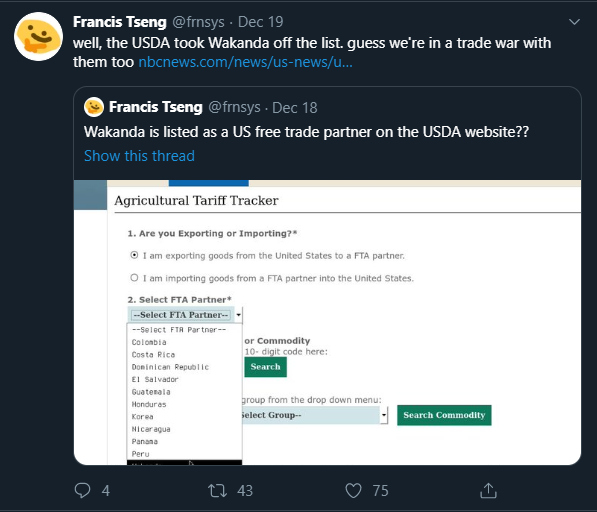 Francis Tseng @frnsys · Dec 19
well, the USDA took Wakanda off the list. guess we're in a trade war with
them too nbcnews.com/news/us-news/u...
Francis Tseng @frnsys · Dec 18
Wakanda is listed as a US free trade partner on the USDA website??
Show this thread
Agricultural Tariff Tracker
1. Are you Exporting or Importing?*
I am exporting goods from the United States to a FTA partner.
I am importing goods from a FTA partner into the United States.
2. Select FTA Partner*
--Select FTA Partner--
--Select FTA Partner--
Colombia
or Commodity
Costa Rica
10- digit code here:
Dominican Republic
Search
El Salvador
Guatemala
group from the drop down menu:
Honduras
Korea
Select Group--
Search Commodity
Nicaragua
Panama
Peru
4
43
75